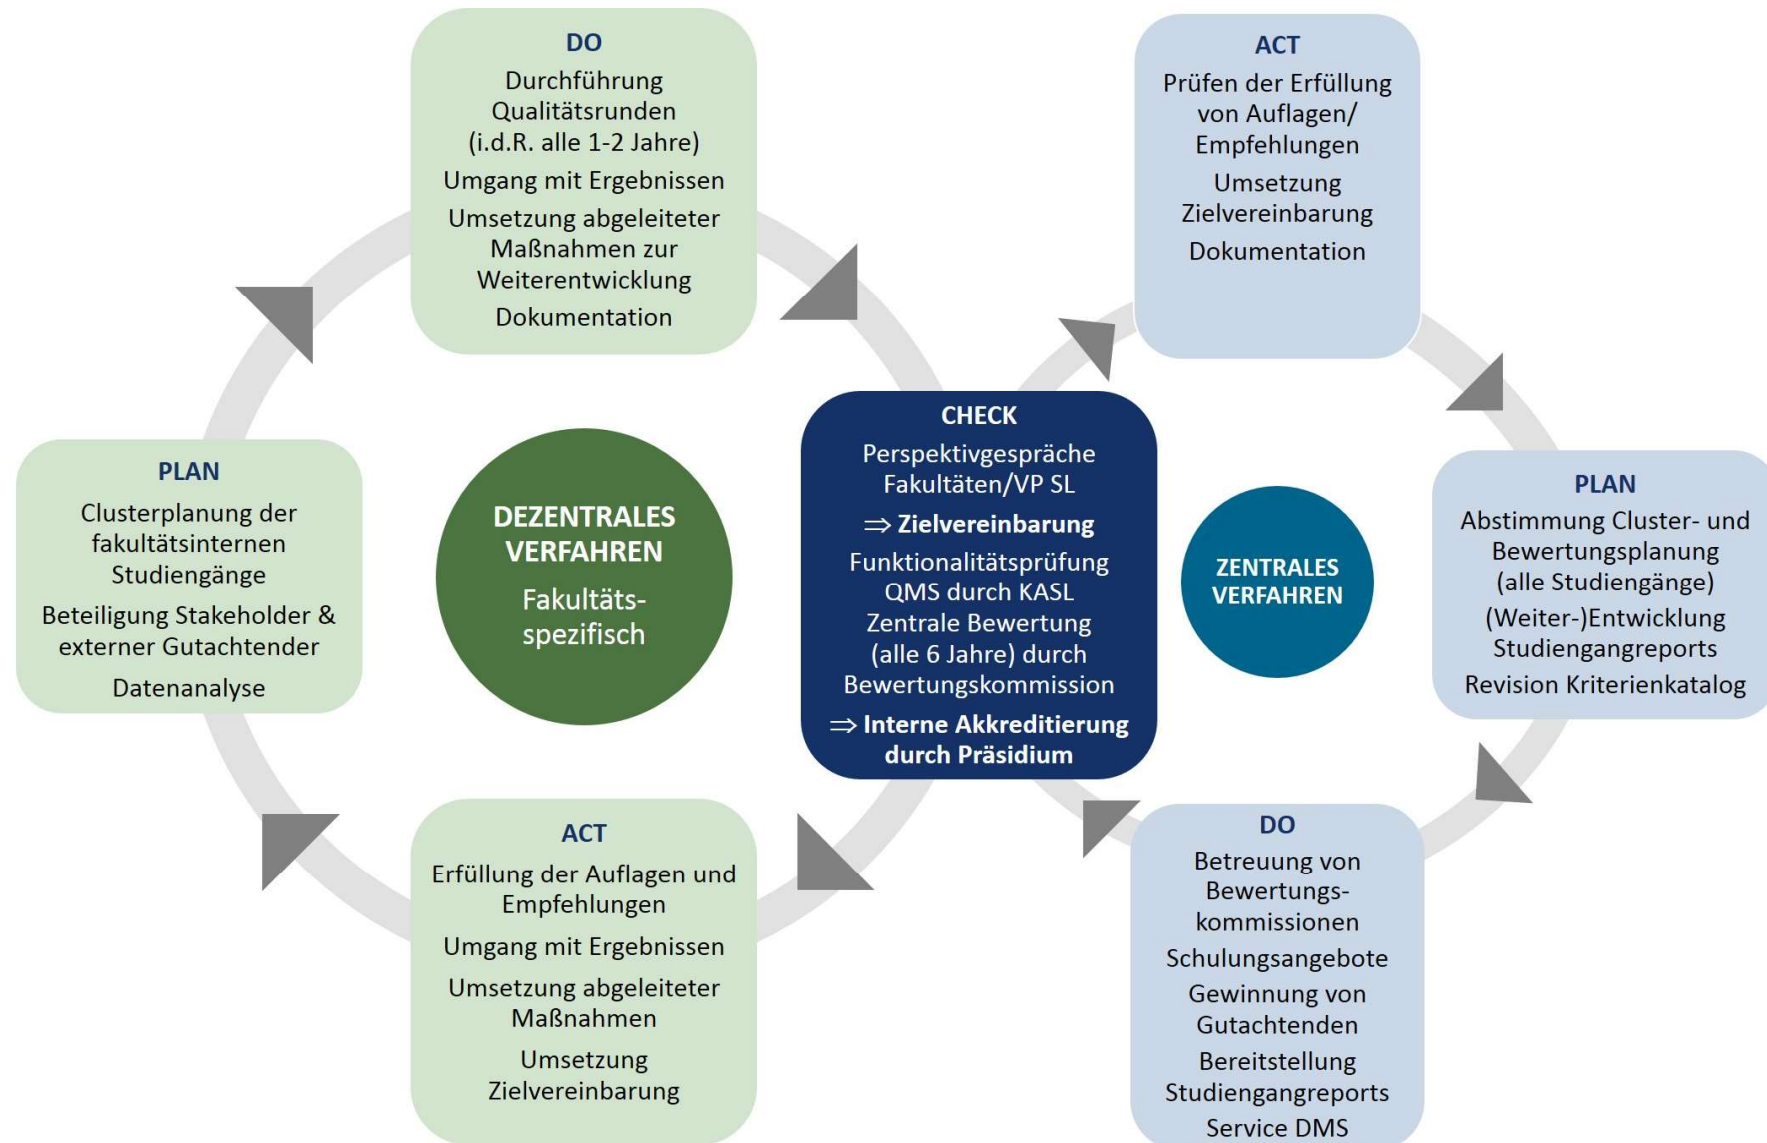 DO
Durchführung
Qualitätsrunden
(i.d.R. alle 1-2 Jahre)
Umgang mit Ergebnissen
Umsetzung abgeleiteter
Maßnahmen zur
Weiterentwicklung
Dokumentation
ACT
Prüfen der Erfüllung
von Auflagen/
Empfehlungen
Umsetzung
Zielvereinbarung
Dokumentation
PLAN
Clusterplanung der
fakultätsinternen
Studiengänge
Beteiligung Stakeholder &
externer Gutachtender
Datenanalyse
DEZENTRALES
VERFAHREN
Fakultäts-
spezifisch
CHECK
Perspektivgespräche
Fakultäten/VP SL
⇒ Zielvereinbarung
Funktionalitätsprüfung
QMS durch KASL
Zentrale Bewertung
(alle 6 Jahre) durch
Bewertungskommission
⇒ Interne Akkreditierung
durch Präsidium
ZENTRALES
VERFAHREN
PLAN
Abstimmung Cluster- und
Bewertungsplanung
(alle Studiengänge)
(Weiter-)Entwicklung
Studiengangreports
Revision Kriterienkatalog
ACT
Erfüllung der Auflagen und
Empfehlungen
Umgang mit Ergebnissen
Umsetzung abgeleiteter
Maßnahmen
Umsetzung
Zielvereinbarung
DO
Betreuung von
Bewertungs-
kommissionen
Schulungsangebote
Gewinnung von
Gutachtenden
Bereitstellung
Studiengangreports
Service DMS